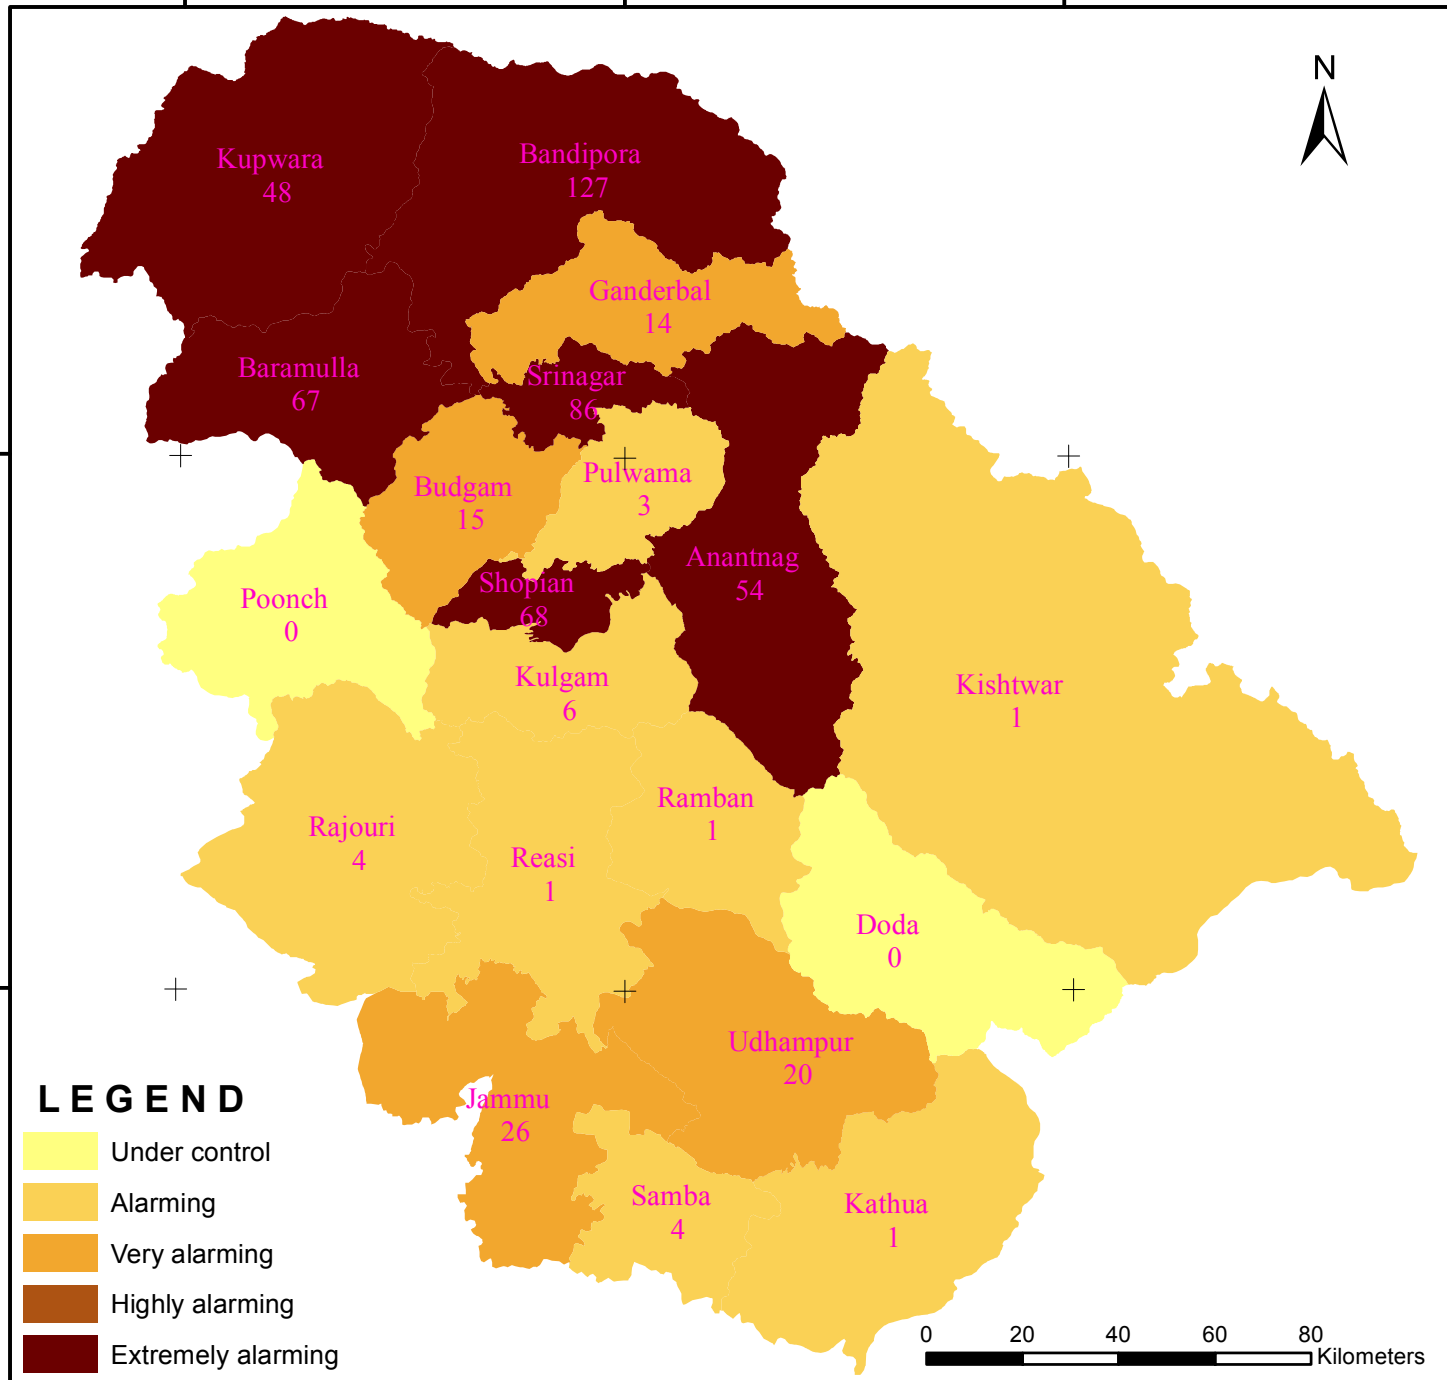 N
Kupwara
48
Bandipora
127
Ganderbal
14
Baramulla
67
Srinagar
86
Budgam
15
Pulwama
3
Anantnag
54
Poonch
0
Shopian
68
Kulgam
6
Kishtwar
1
Rajouri
4
Reasi
1
Ramban
1
Doda
0
Udhampur
20
Jammu
26
Samba
4
Kathua
1
LEGEND
Under control
Alarming
Very alarming
Highly alarming
Extremely alarming
0 20 40 60 80
Kilometers